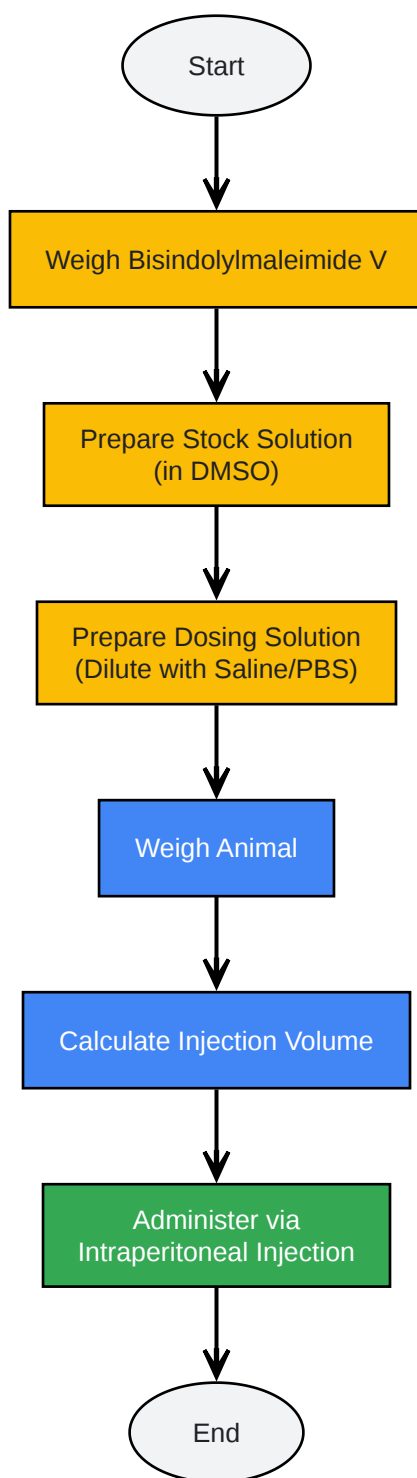 Start
Weigh Bisindolylmaleimide V
Prepare Stock Solution
(in DMSO)
Prepare Dosing Solution
(Dilute with Saline/PBS)
Weigh Animal
Calculate Injection Volume
Administer via
Intraperitoneal Injection
End